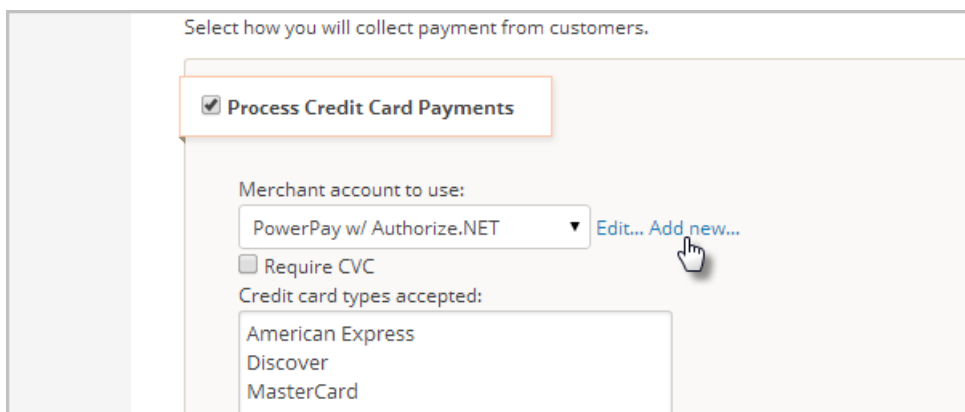 Select how you will collect payment from customers.
Process Credit Card Payments
Merchant account to use:
PowerPay w/ Authorize.NET Edit... Add new...
Require CVC
Credit card types accepted:
American Express
Discover
MasterCard